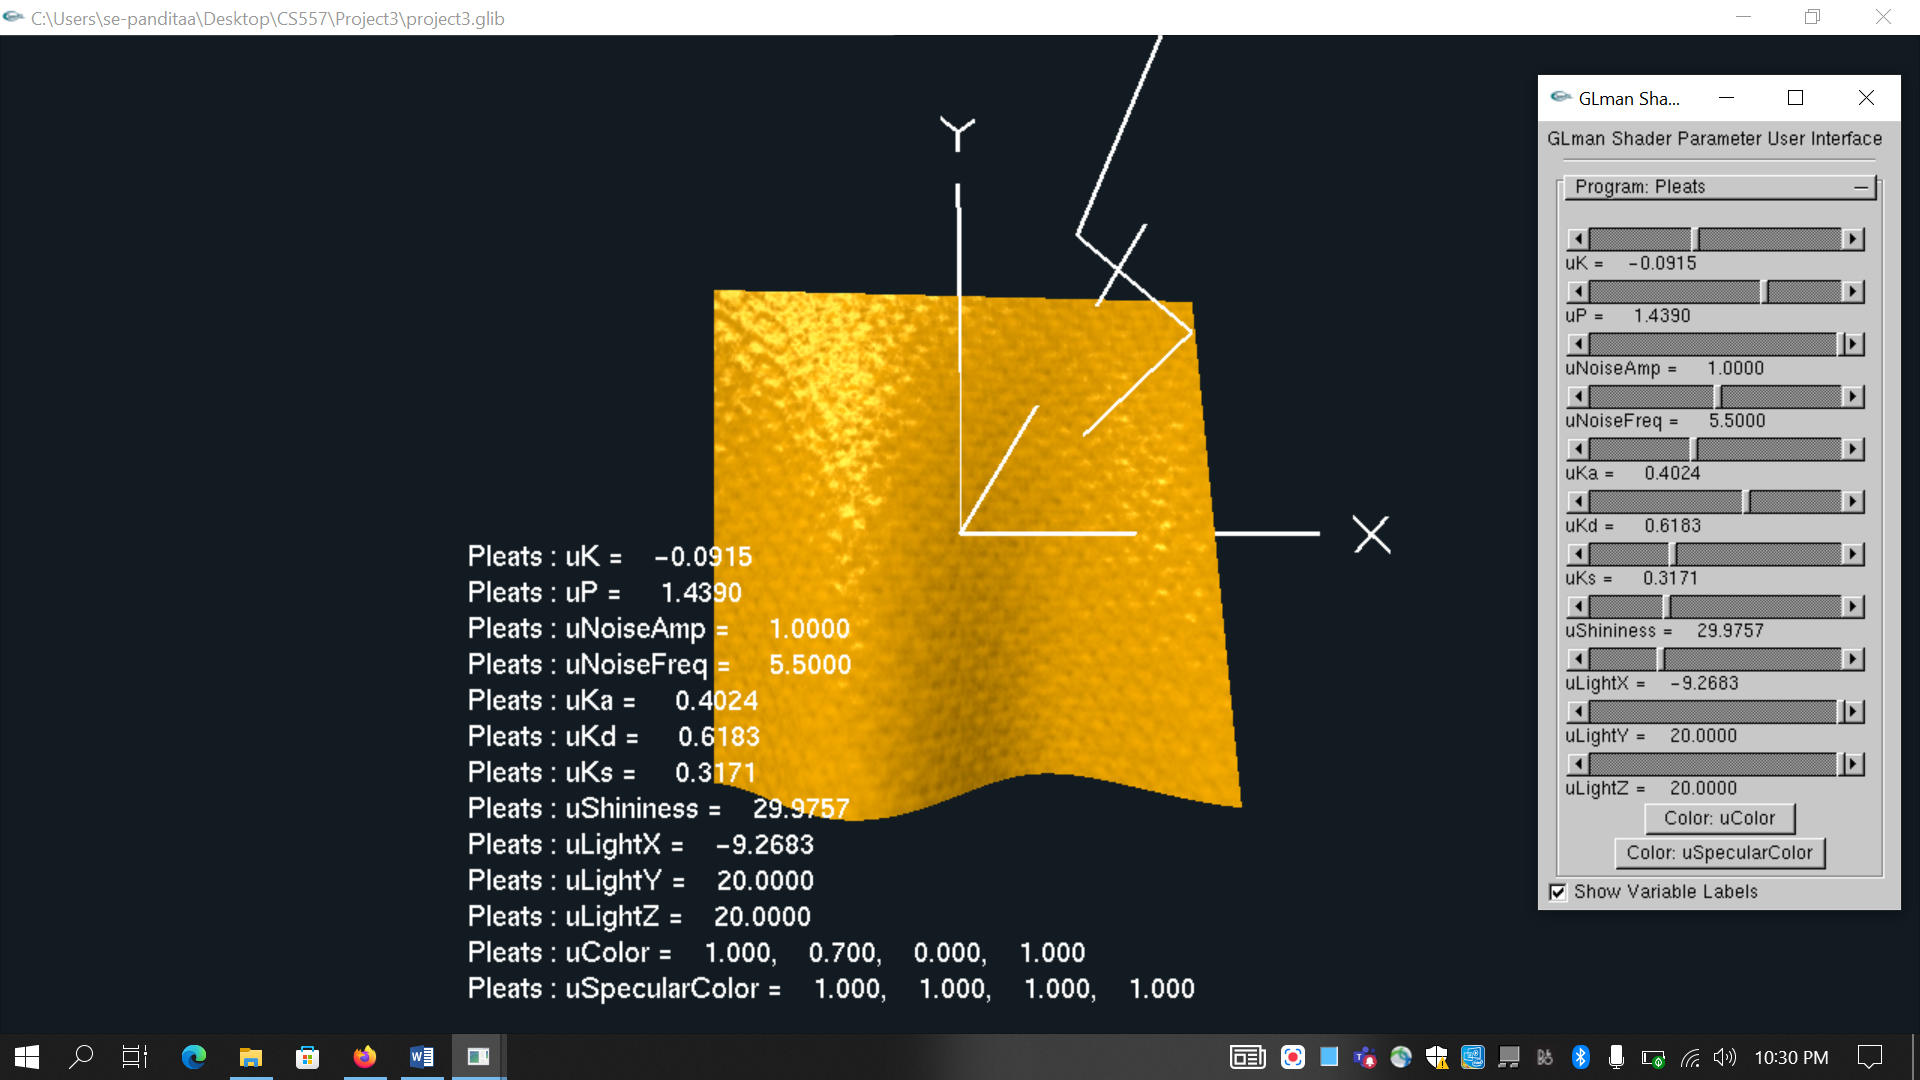 C:\Users\se-panditaa\Desktop\CS557\Project3\project3.glib
Y
X
Pleats : uK = -0.0915
Pleats : uP = 1.4390
Pleats : uNoiseAmp = 1.0000
Pleats : uNoiseFreq = 5.5000
Pleats : uKa = 0.4024
Pleats : uKd = 0.6183
Pleats : uKs = 0.3171
Pleats : uShininess = 29.9757
Pleats : uLightX = -9.2683
Pleats : uLightY = 20.0000
Pleats : uLightZ = 20.0000
Pleats : uColor = 1.000, 0.700, 0.000, 1.000
Pleats : uSpecularColor = 1.000, 1.000, 1.000, 1.000
GLman Sha...
GLman Shader Parameter User Interface
Program: Pleats
uK = -0.0915
uP = 1.4390
uNoiseAmp = 1.0000
uNoiseFreq = 5.5000
uKa = 0.4024
uKd = 0.6183
uKs = 0.3171
uShininess = 29.9757
uLightX = -9.2683
uLightY = 20.0000
uLightZ = 20.0000
Color: uColor
Color: uSpecularColor
Show Variable Labels
10:30 PM